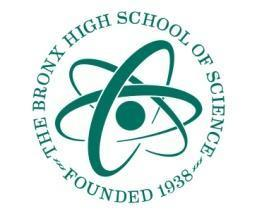 THE BRONX HIGH SCHOOL OF SCIENCE
FOUNDED 1938